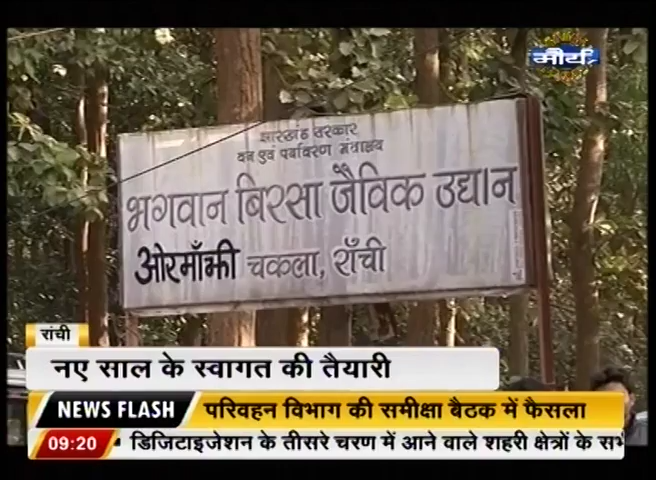 मौर्य
झारखंड सरकार
वन एवं पर्यावरण मंत्रालय
भगवान बिरसा जैविक उद्यान
ओरमाँझी चकला, राँची
रांची
नए साल के स्वागत की तैयारी
NEWS FLASH परिवहन विभाग की समीक्षा बैठक में फैसला
09:20 डिजिटाइजेशन के तीसरे चरण में आने वाले शहरी क्षेत्रों के